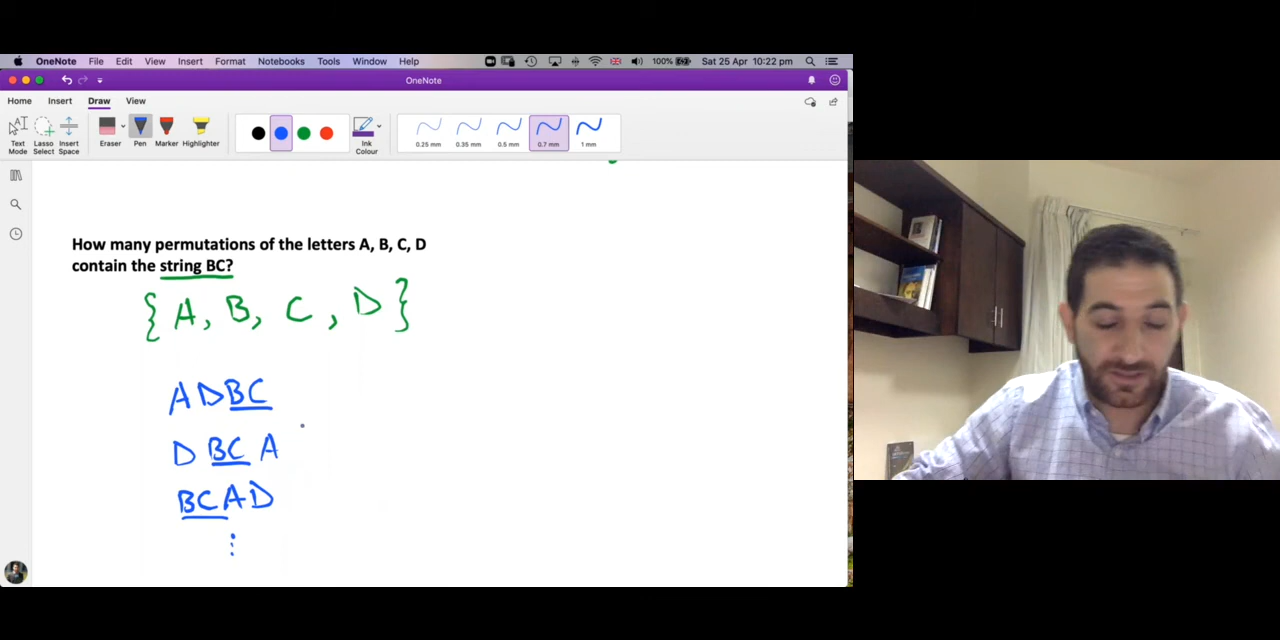 OneNote File Edit View Insert Format Notebooks Tools Window Help 100% Sat 25 Apr 10:22 pm
OneNote
Home Insert Draw View
Text Mode Lasso Select Insert Space Eraser Pen Marker Highlighter Ink Colour 0.25 mm 0.35 mm 0.5 mm 0.7 mm 1 mm
How many permutations of the letters A, B, C, D
contain the string BC?
{ A, B, C, D }
A D B C
D B C A
B C A D
⋮